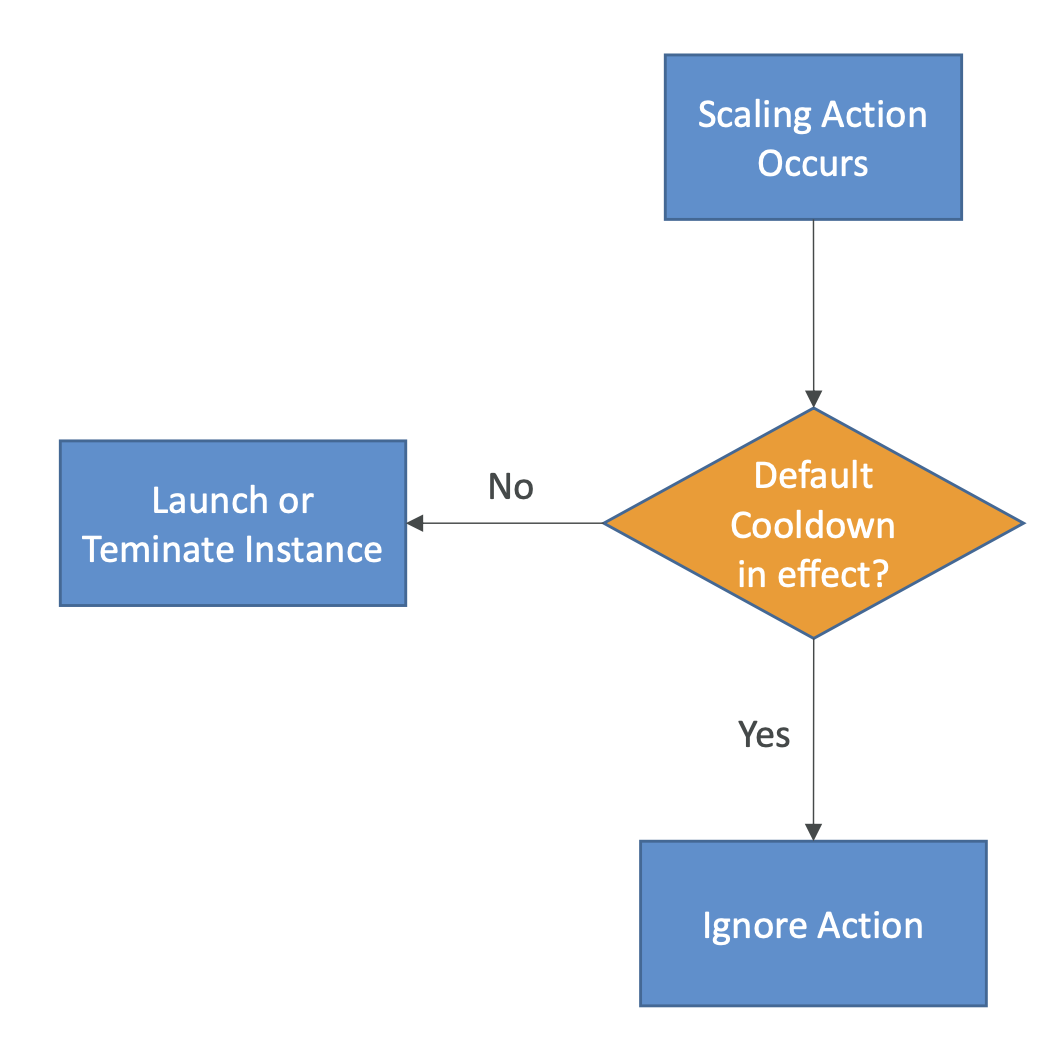 Scaling Action
Occurs
Default
Cooldown
in effect?
No
Launch or
Teminate Instance
Yes
Ignore Action